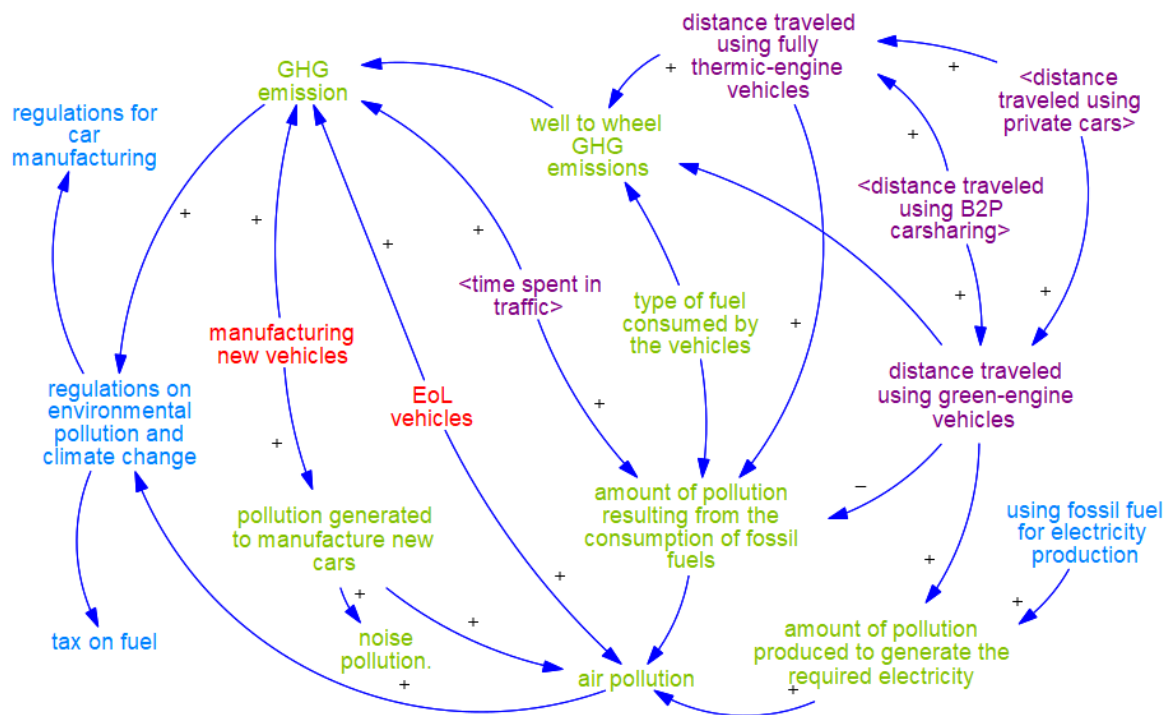 GHG
emission
regulations for
car
manufacturing
distance traveled
using fully
thermic-engine
vehicles
<distance
traveled using
private cars>
well to wheel
GHG
emissions
<distance traveled
using B2P
carsharing>
<time spent in
traffic>
type of fuel
consumed by
the vehicles
manufacturing
new vehicles
EoL
vehicles
regulations on
environmental
pollution and
climate change
distance traveled
using green-engine
vehicles
pollution generated
to manufacture new
cars
amount of pollution
resulting from the
consumption of fossil
fuels
using fossil fuel
for electricity
production
tax on fuel
noise
pollution.
air pollution
amount of pollution
produced to generate the
required electricity
+
+
+
+
+
+
+
+
+
+
+
+
+
−
+
+
+
+
+
+
+